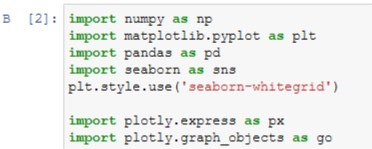 В [2]: import numpy as np
import matplotlib.pyplot as plt
import pandas as pd
import seaborn as sns
plt.style.use('seaborn-whitegrid')
import plotly.express as px
import plotly.graph_objects as go